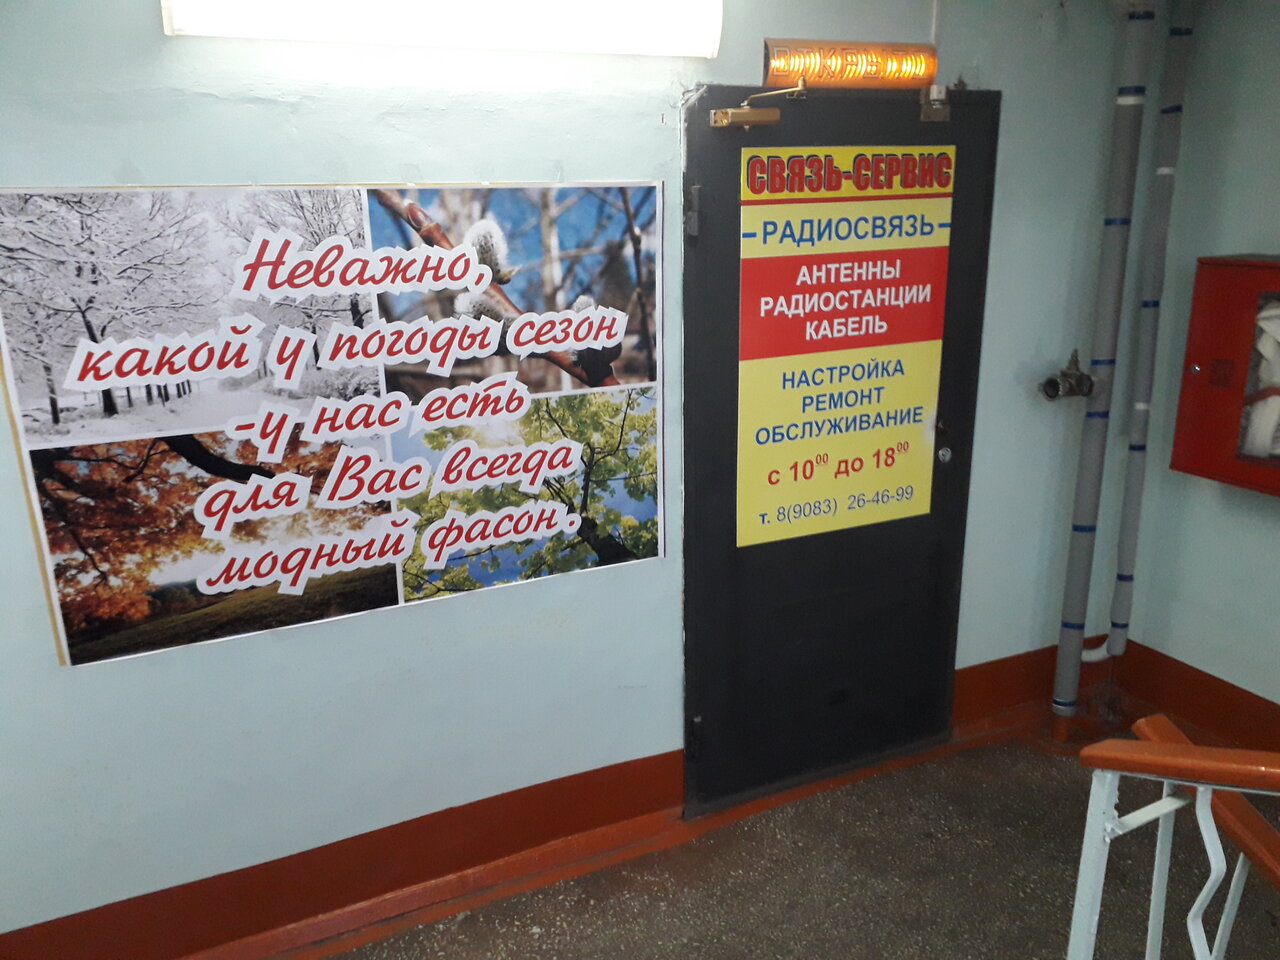 Неважно,
какой у погоды сезон
-у нас есть
для Вас всегда
модный фасон.
ОТКРЫТО
СВЯЗЬ-СЕРВИС
-РАДИОСВЯЗЬ-
АНТЕННЫ
РАДИОСТАНЦИИ
КАБЕЛЬ
НАСТРОЙКА
РЕМОНТ
ОБСЛУЖИВАНИЕ
с 10⁰⁰ до 18⁰⁰
т. 8(9083) 26-46-99